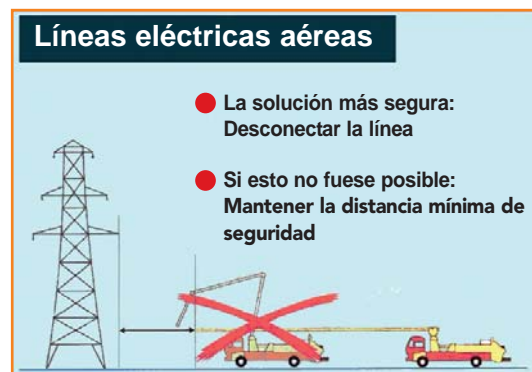 Líneas eléctricas aéreas
La solución más segura:
Desconectar la línea
Si esto no fuese posible:
Mantener la distancia mínima de
seguridad